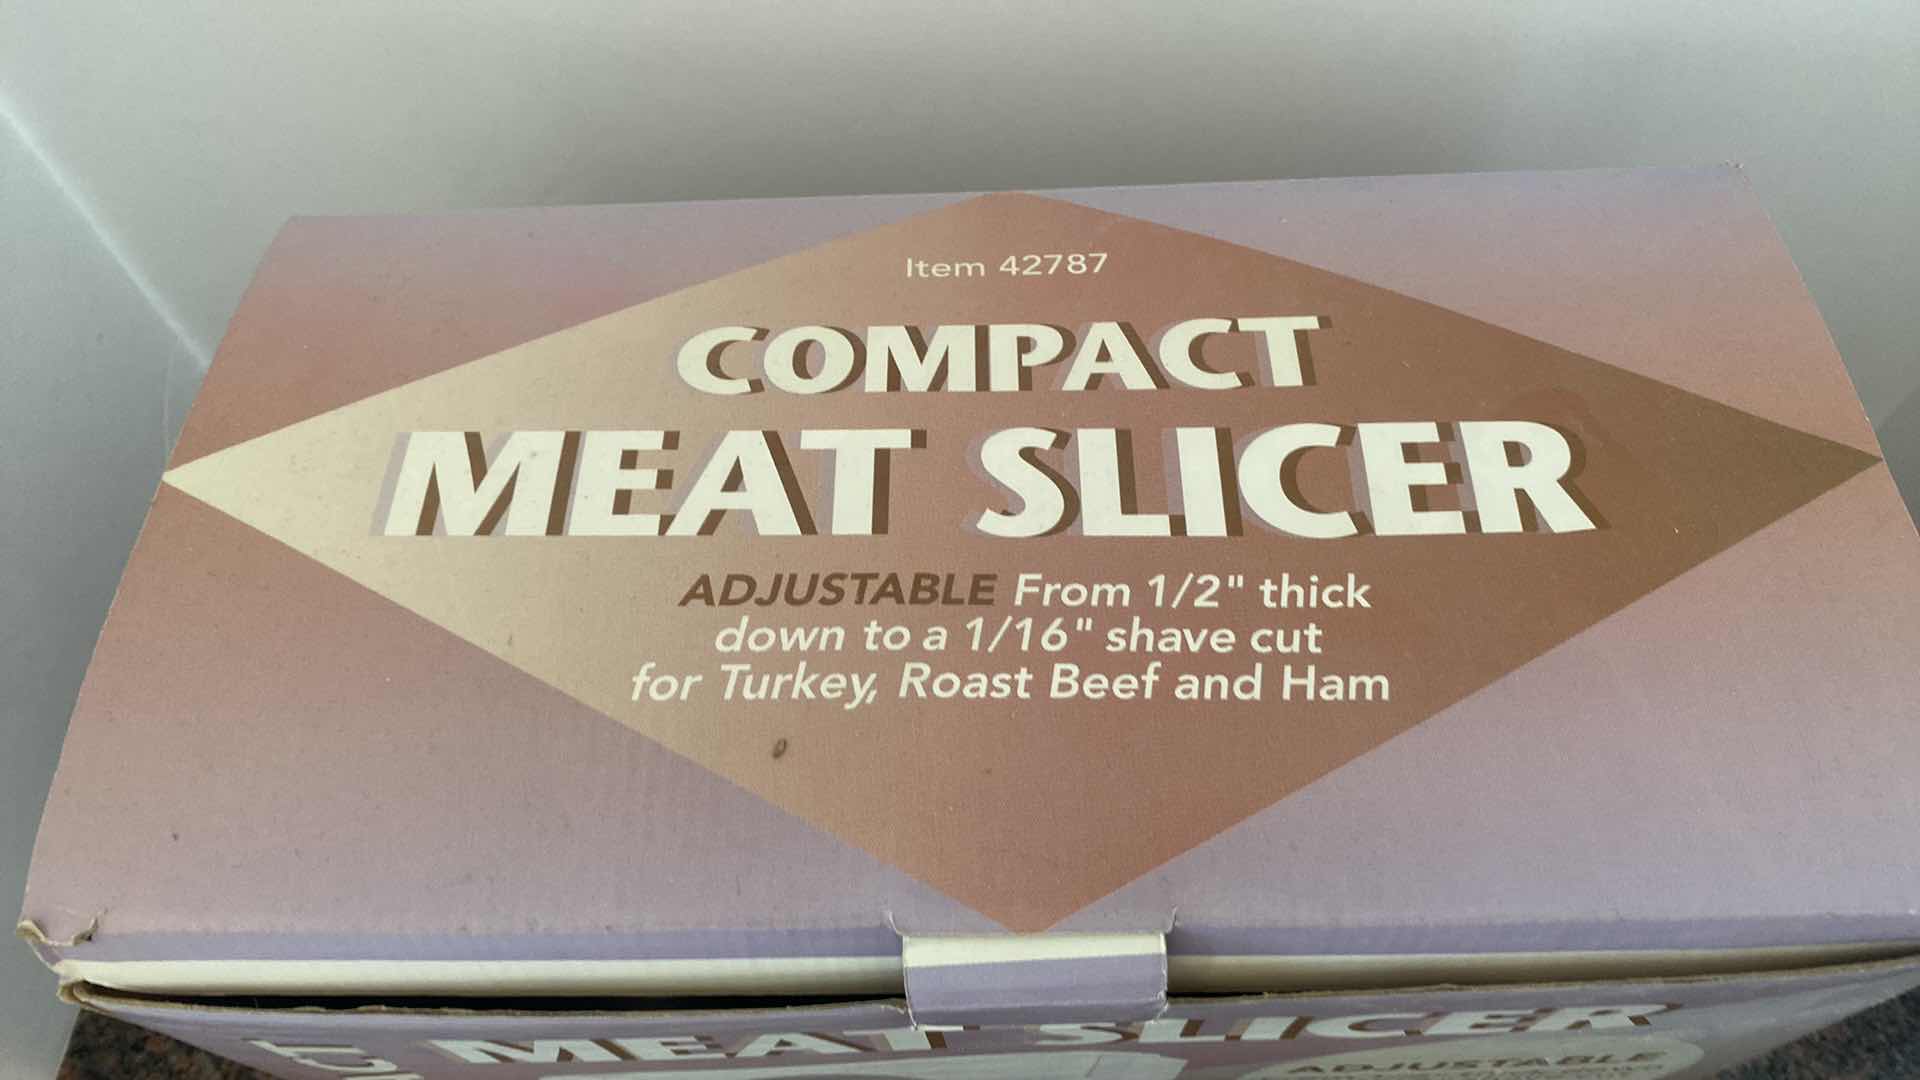 Item 42787
COMPACT
MEAT SLICER
ADJUSTABLE From 1/2" thick
down to a 1/16" shave cut
for Turkey, Roast Beef and Ham
MEAT SLICER
ADJUSTABLE